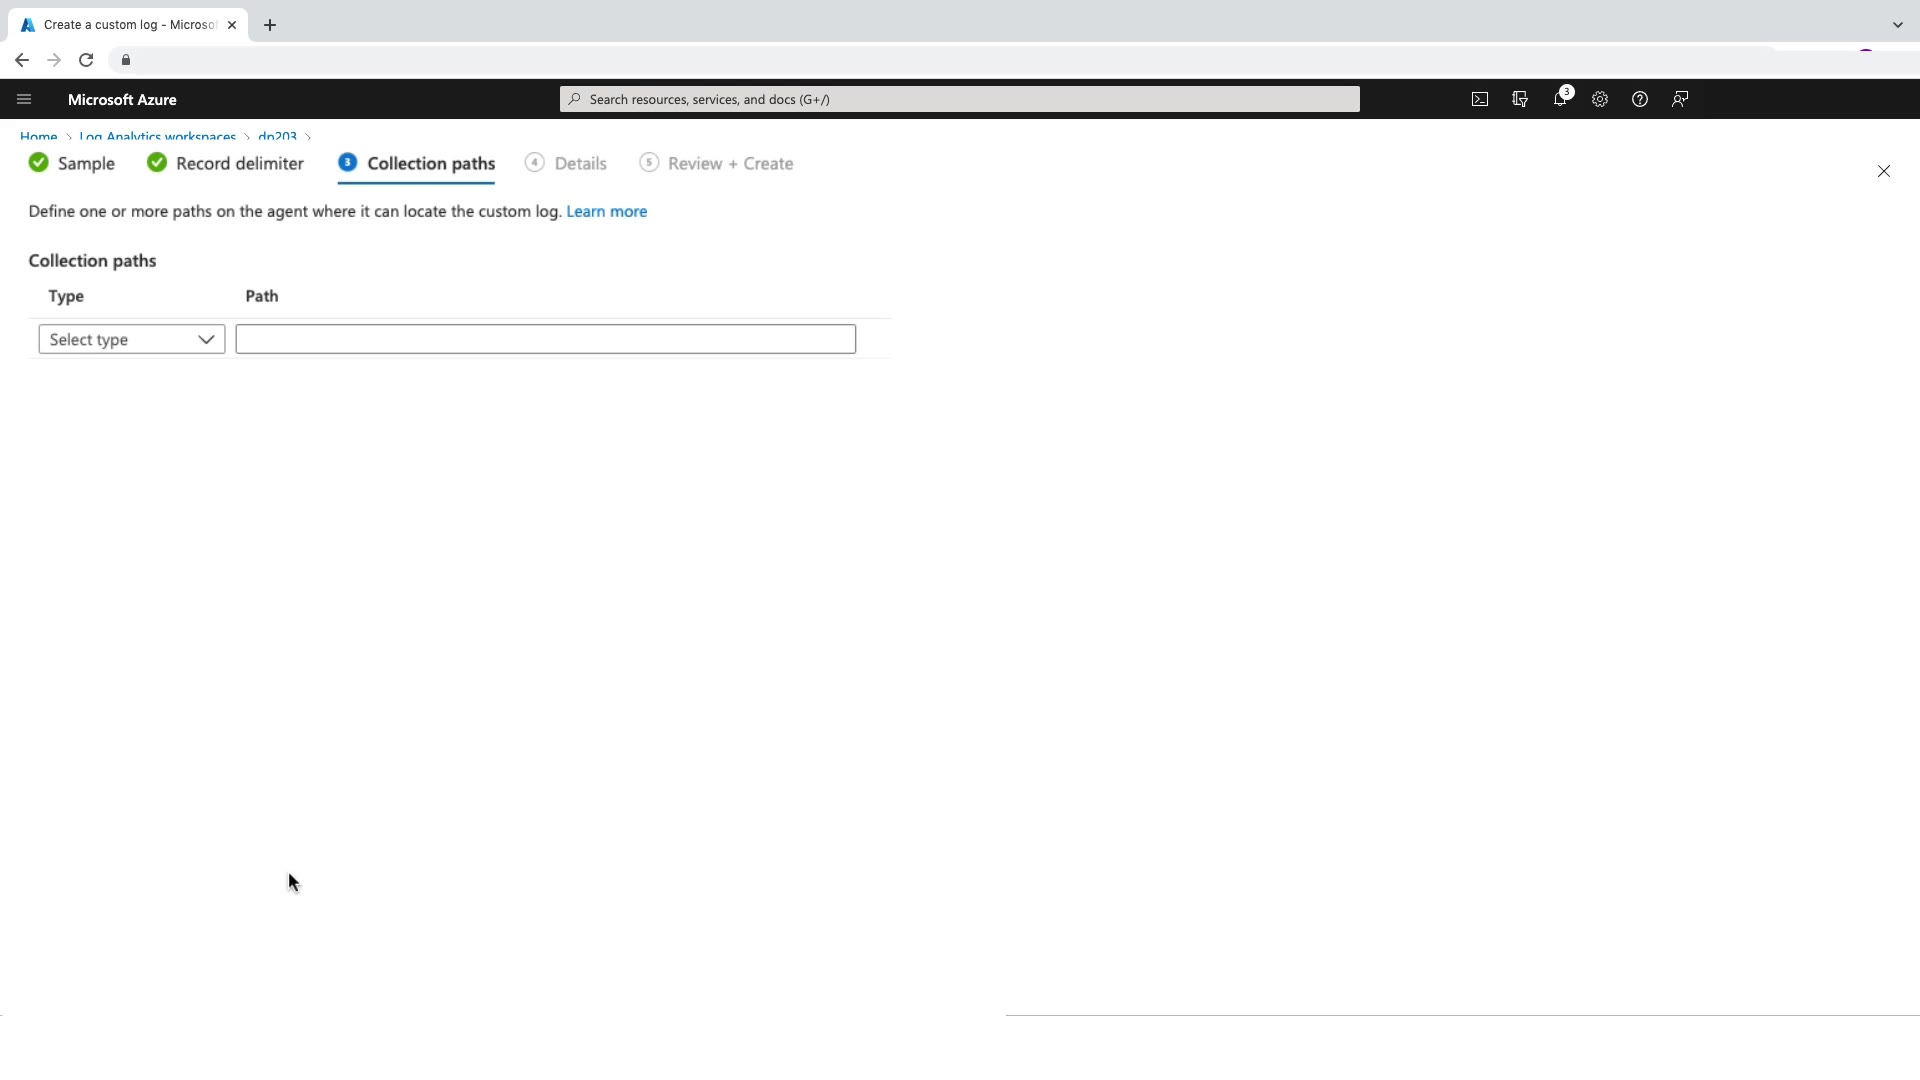 Create a custom log - Microsof
Microsoft Azure
Search resources, services, and docs (G+/)
3
Home > Log Analytics workspaces > dp203 >
Sample
Record delimiter
3 Collection paths
4 Details
5 Review + Create
Define one or more paths on the agent where it can locate the custom log. Learn more
Collection paths
Type Path
Select type